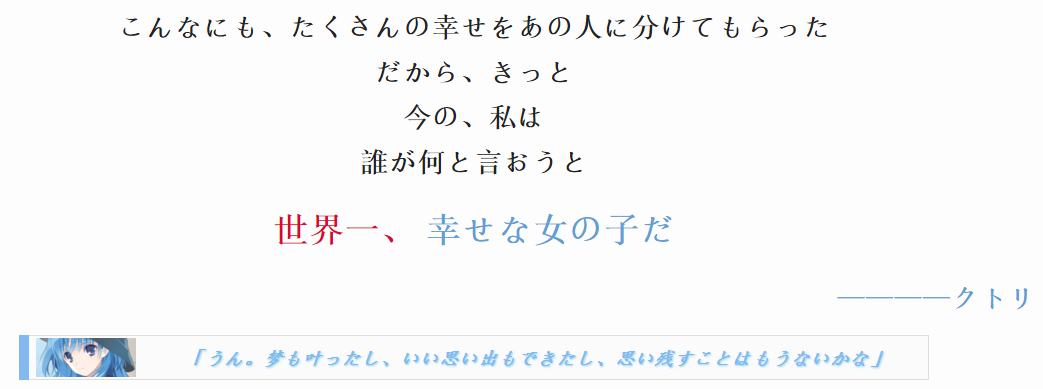 こんなにも、たくさんの幸せをあの人に分けてもらった
だから、きっと
今の、私は
誰が何と言おうと
世界一、 幸せな女の子だ
————クトリ
「うん。梦も叶ったし、いい思い出もできたし、思い残すことはもうないかな」